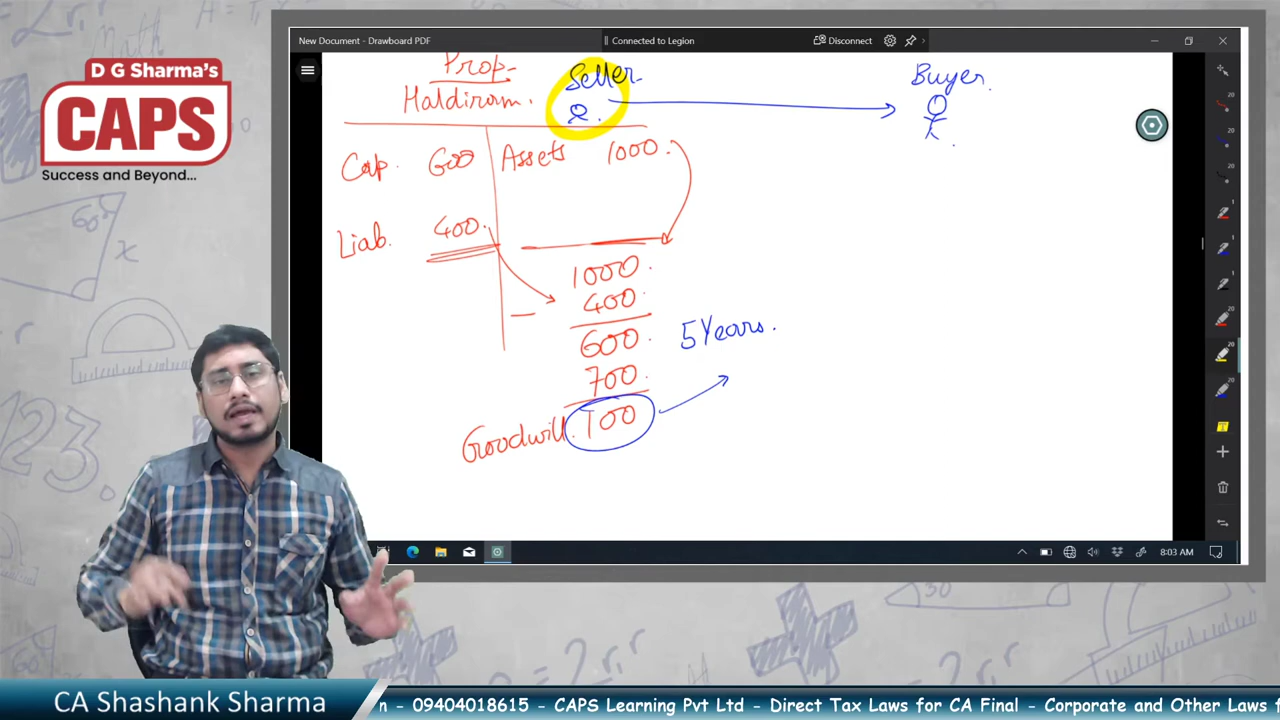 D G Sharma's
CAPS
Success and Beyond...
New Document - Drawboard PDF
Connected to Legion
Disconnect
Prop-
Haldiram.
Seller
Buyer.
Cap. 600 Assets 1000.
Liab. 400.
1000.
- 400.
600.
5 Years.
700.
Goodwill. 100
8:03 AM
CA Shashank Sharma
n - 09404018615 - CAPS Learning Pvt Ltd - Direct Tax Laws for CA Final - Corporate and Other Laws f